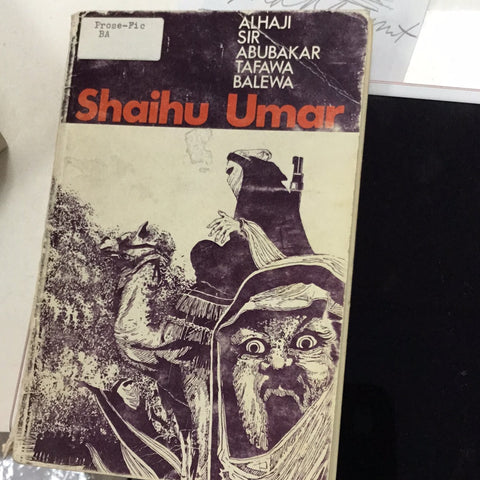 Prose-Fic
BA
ALHAJI
SIR
ABUBAKAR
TAFAWA
BALEWA
Shaihu Umar